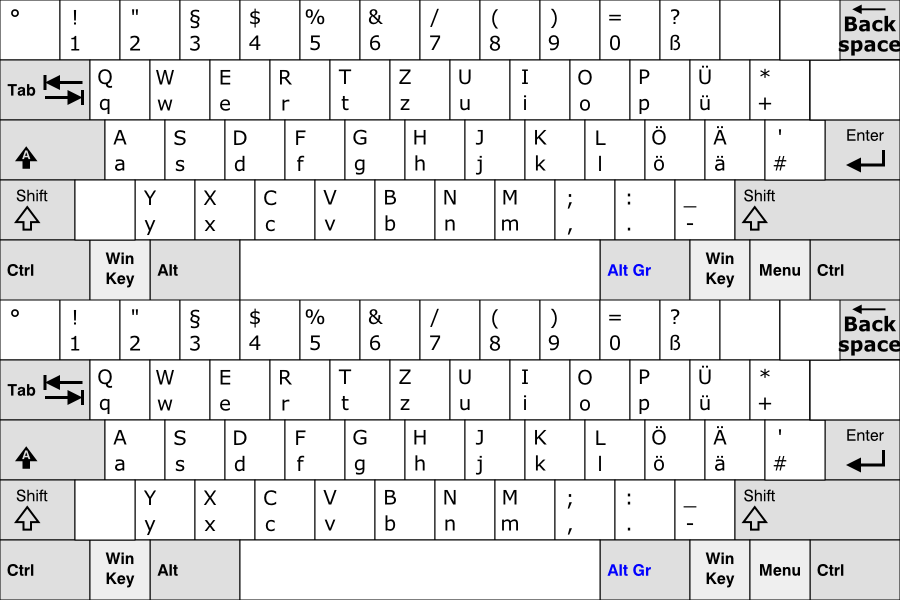 ° ! " § $ % & / ( ) = ? Back
1 2 3 4 5 6 7 8 9 0 ß space
Tab Q W E R T Z U I O P Ü *
q w e r t z u i o p ü +
A A S D F G H J K L Ö Ä ' Enter
a s d f g h j k l ö ä #
Shift Y X C V B N M ; : _ Shift
y x c v b n m , . -
Ctrl Win Key Alt Alt Gr Win Key Menu Ctrl
° ! " § $ % & / ( ) = ? Back
1 2 3 4 5 6 7 8 9 0 ß space
Tab Q W E R T Z U I O P Ü *
q w e r t z u i o p ü +
A A S D F G H J K L Ö Ä ' Enter
a s d f g h j k l ö ä #
Shift Y X C V B N M ; : _ Shift
y x c v b n m , . -
Ctrl Win Key Alt Alt Gr Win Key Menu Ctrl